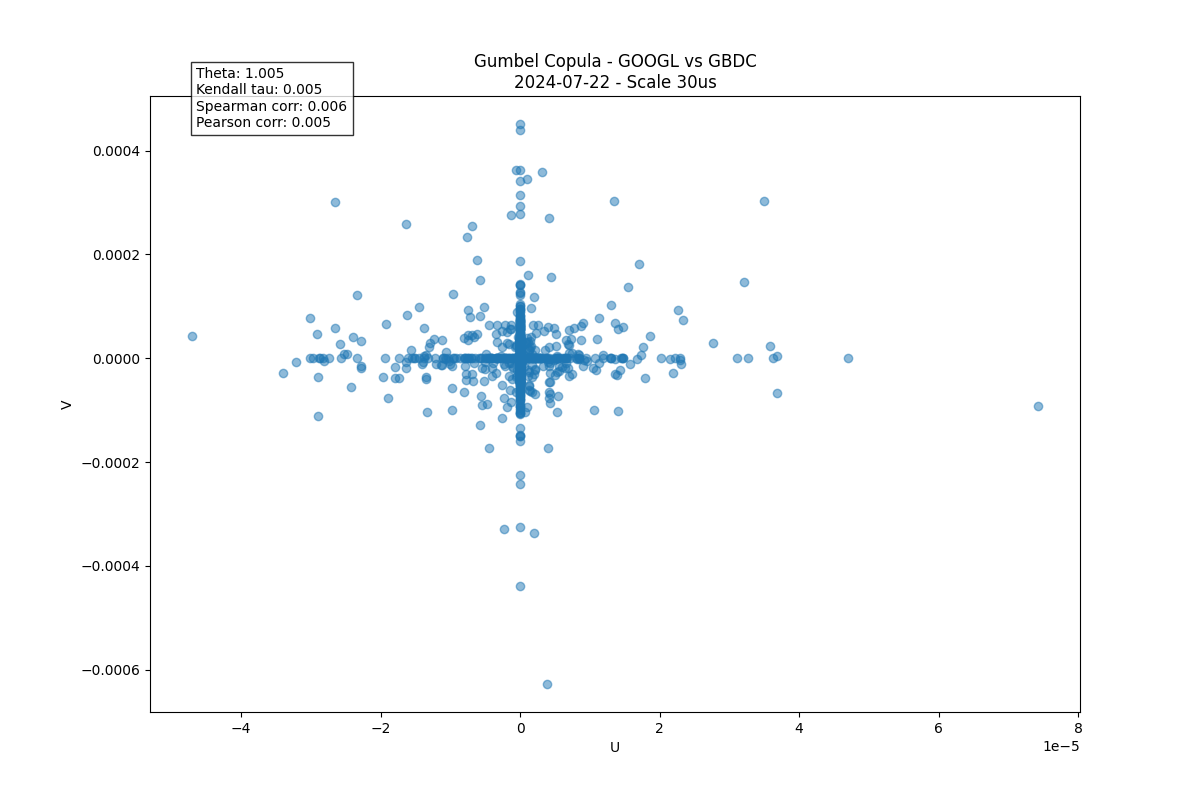 Gumbel Copula - GOOGL vs GBDC
2024-07-22 - Scale 30us
Theta: 1.005
Kendall tau: 0.005
Spearman corr: 0.006
Pearson corr: 0.005
0.0004
0.0002
0.0000
−0.0002
−0.0004
−0.0006
V
−4
−2
0
2
4
6
8
1e−5
U